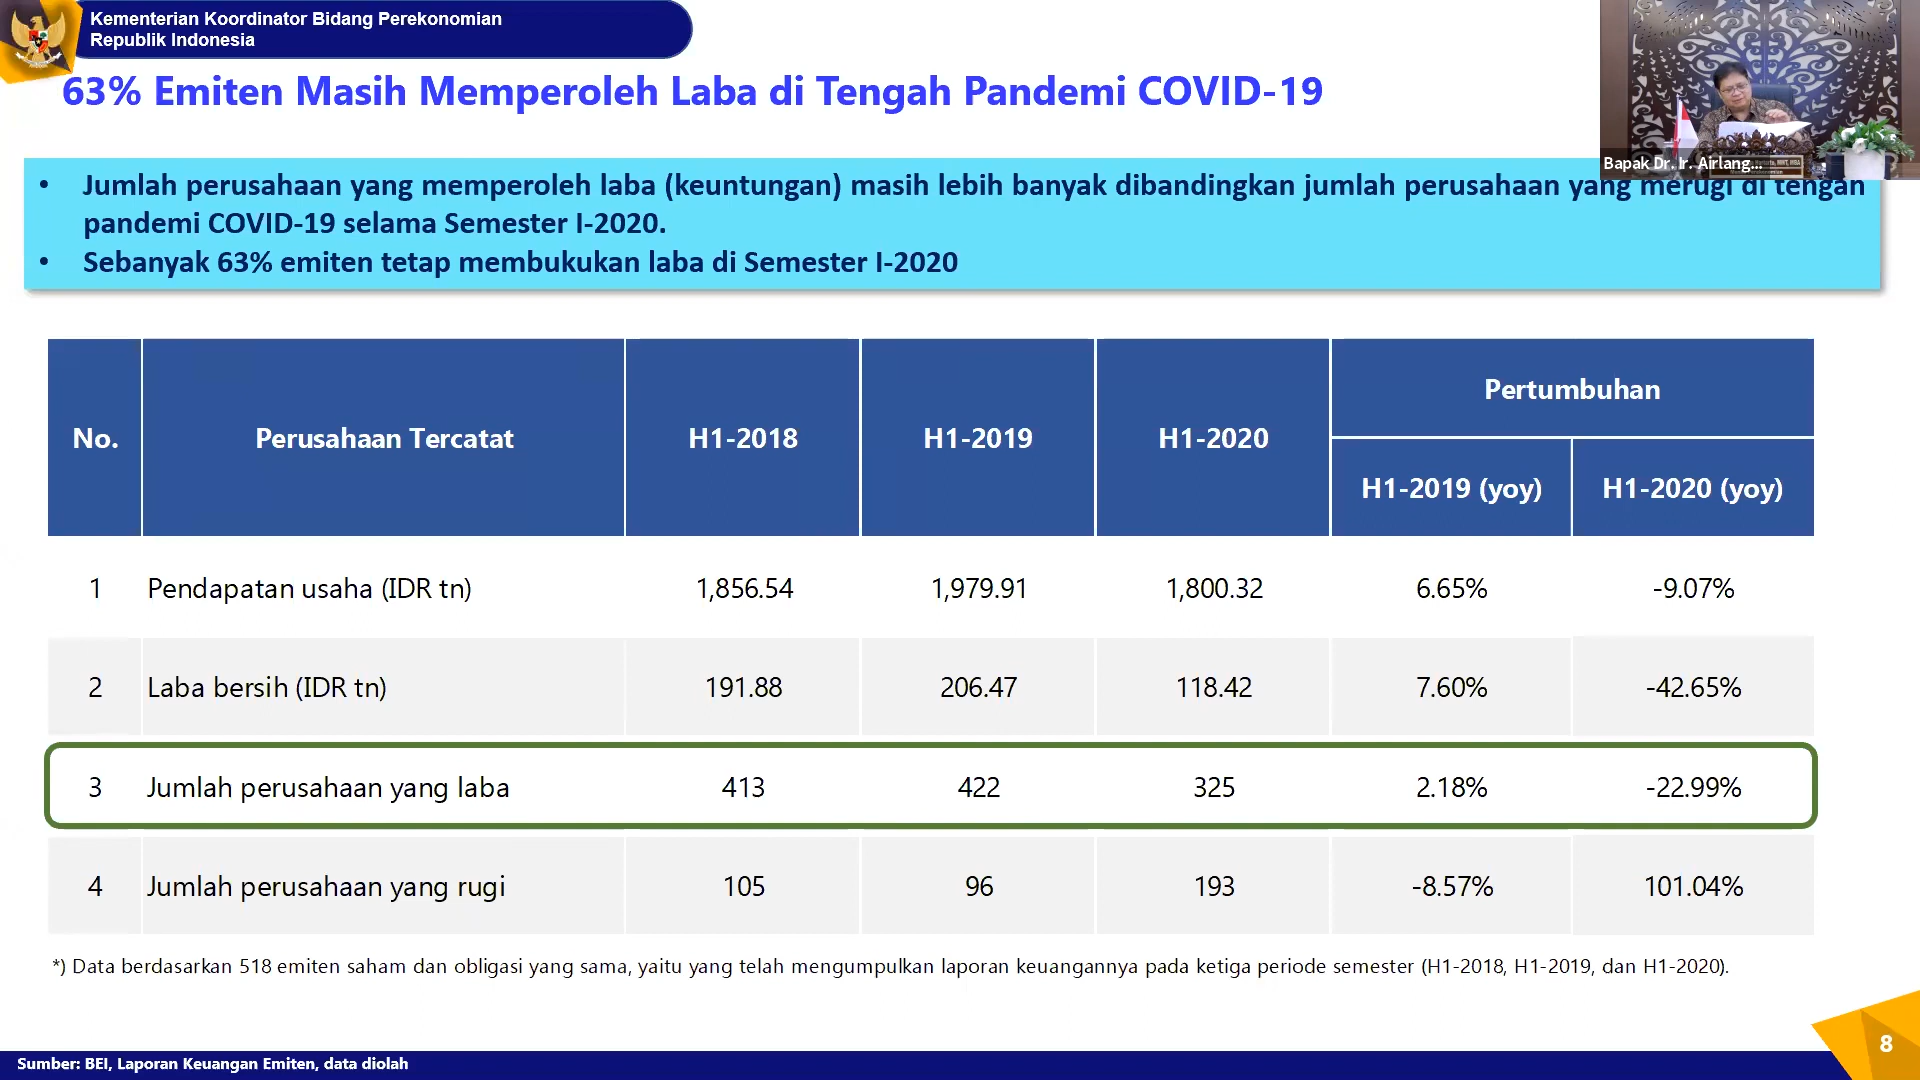 Kementerian Koordinator Bidang Perekonomian
Republik Indonesia
63% Emiten Masih Memperoleh Laba di Tengah Pandemi COVID-19
Bapak Dr. Ir. Airlang...
• Jumlah perusahaan yang memperoleh laba (keuntungan) masih lebih banyak dibandingkan jumlah perusahaan yang merugi di tengah
pandemi COVID-19 selama Semester I-2020.
• Sebanyak 63% emiten tetap membukukan laba di Semester I-2020
No. Perusahaan Tercatat H1-2018 H1-2019 H1-2020 Pertumbuhan
H1-2019 (yoy) H1-2020 (yoy)
1 Pendapatan usaha (IDR tn) 1,856.54 1,979.91 1,800.32 6.65% -9.07%
2 Laba bersih (IDR tn) 191.88 206.47 118.42 7.60% -42.65%
3 Jumlah perusahaan yang laba 413 422 325 2.18% -22.99%
4 Jumlah perusahaan yang rugi 105 96 193 -8.57% 101.04%
*) Data berdasarkan 518 emiten saham dan obligasi yang sama, yaitu yang telah mengumpulkan laporan keuangannya pada ketiga periode semester (H1-2018, H1-2019, dan H1-2020).
8
Sumber: BEI, Laporan Keuangan Emiten, data diolah